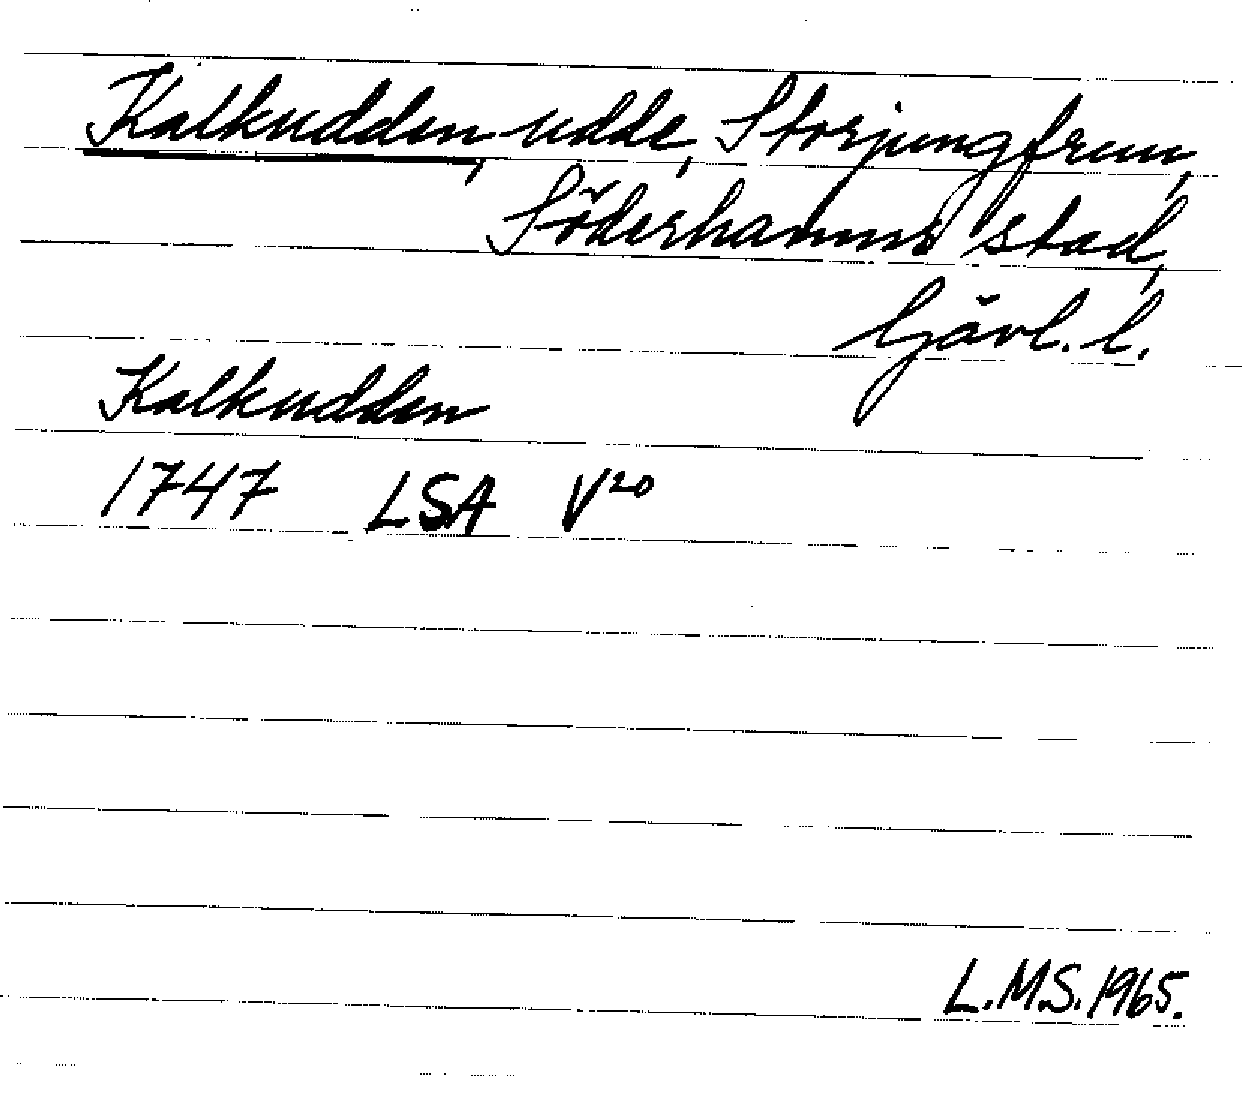 Kalkudden, udde, Storjungfrun,
Söderhamns stad,
Gävl. l.
Kalkudden
1747 LSA V²⁰
L.M.S. 1965.